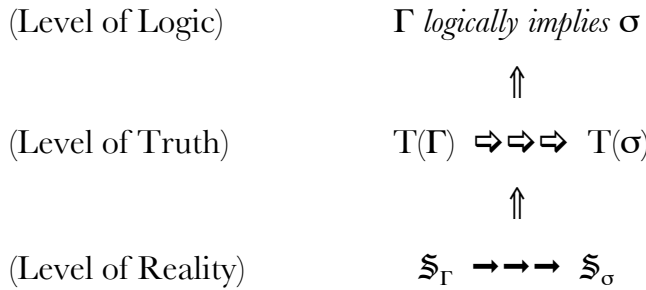 (Level of Logic) Γ logically implies σ
⇑
(Level of Truth) T(Γ) ➩➩➩ T(σ)
⇑
(Level of Reality) 𝕾Γ ➞➞➞ 𝕾σ